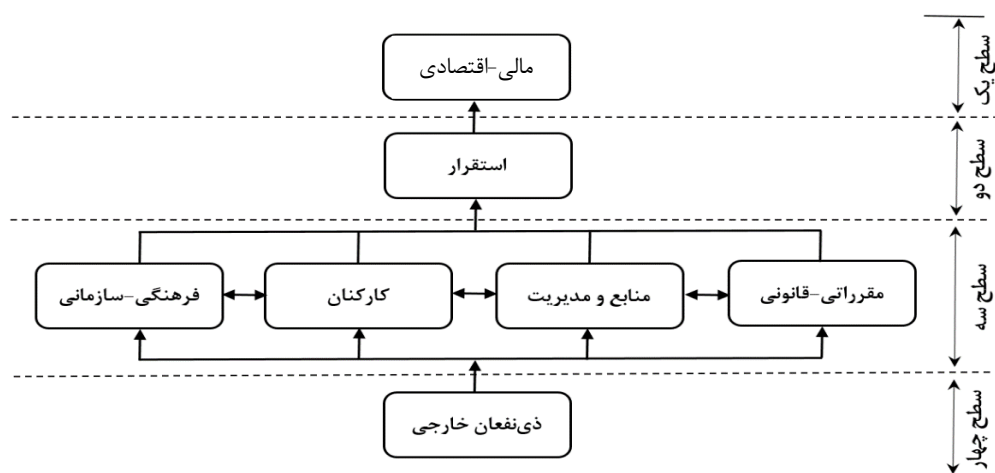 سطح یک
مالی-اقتصادی
سطح دو
استقرار
سطح سه
مقرراتی-قانونی
منابع و مدیریت
کارکنان
فرهنگی-سازمانی
سطح چهار
ذی‌نفعان خارجی